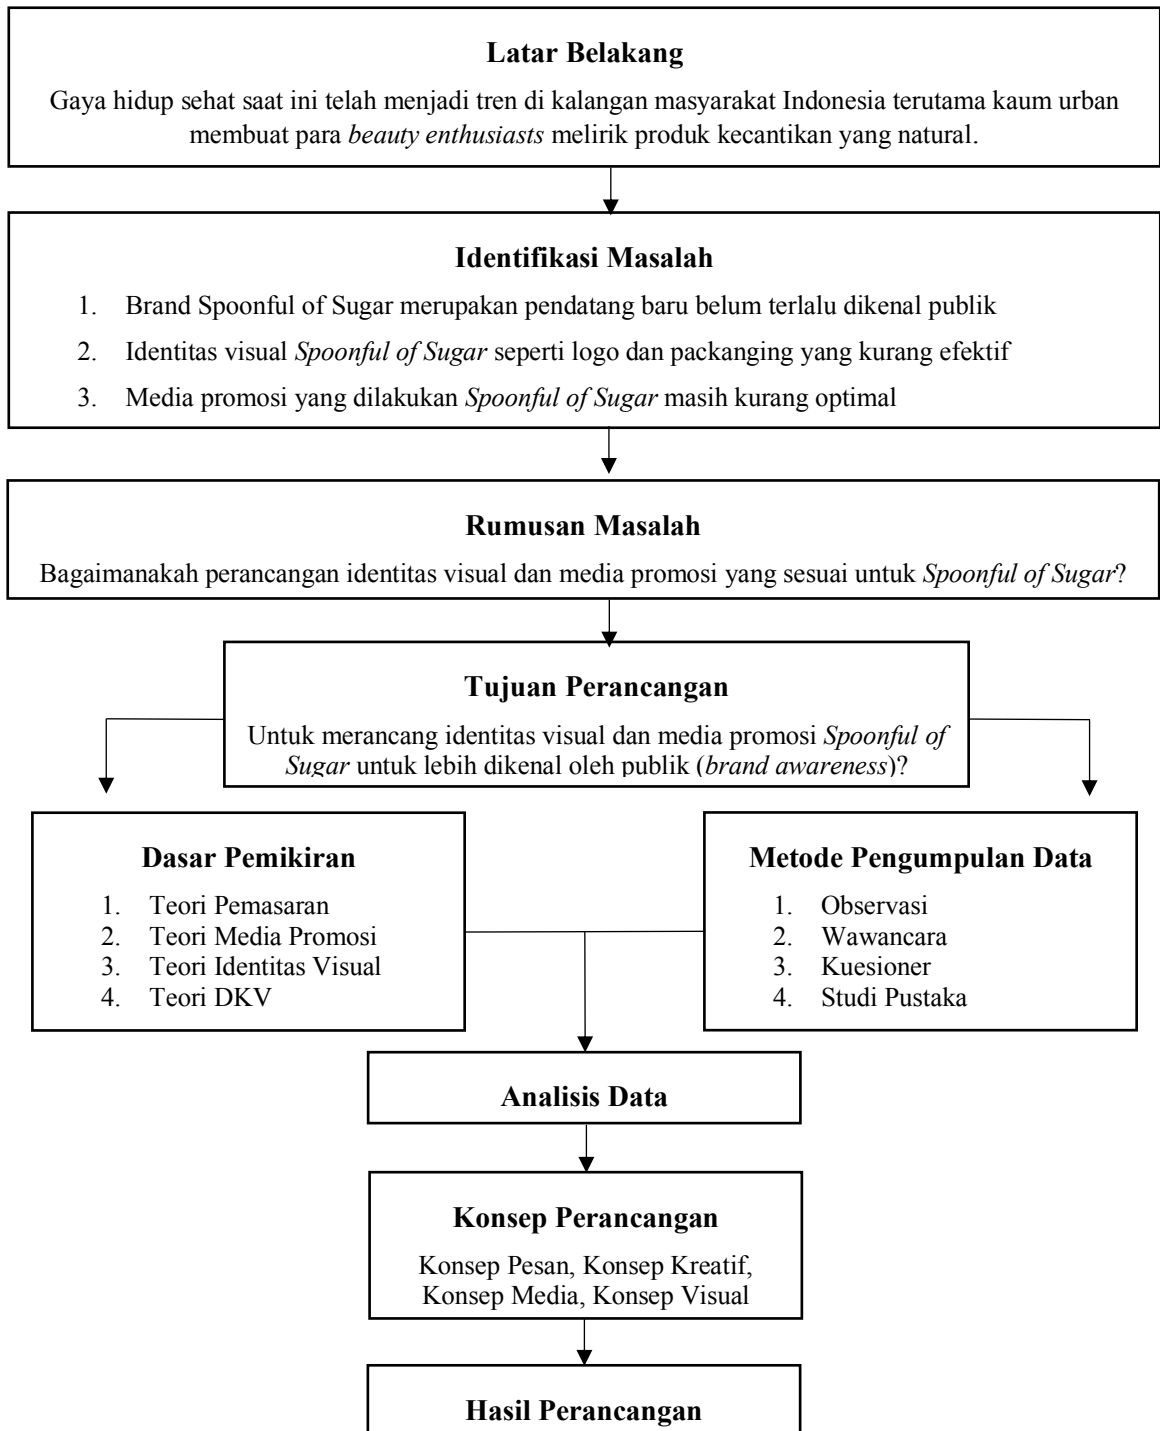 Latar Belakang
Gaya hidup sehat saat ini telah menjadi tren di kalangan masyarakat Indonesia terutama kaum urban
membuat para beauty enthusiasts melirik produk kecantikan yang natural.
Identifikasi Masalah
1. Brand Spoonful of Sugar merupakan pendatang baru belum terlalu dikenal publik
2. Identitas visual Spoonful of Sugar seperti logo dan packanging yang kurang efektif
3. Media promosi yang dilakukan Spoonful of Sugar masih kurang optimal
Rumusan Masalah
Bagaimanakah perancangan identitas visual dan media promosi yang sesuai untuk Spoonful of Sugar?
Tujuan Perancangan
Untuk merancang identitas visual dan media promosi Spoonful of
Sugar untuk lebih dikenal oleh publik (brand awareness)?
Dasar Pemikiran
1. Teori Pemasaran
2. Teori Media Promosi
3. Teori Identitas Visual
4. Teori DKV
Metode Pengumpulan Data
1. Observasi
2. Wawancara
3. Kuesioner
4. Studi Pustaka
Analisis Data
Konsep Perancangan
Konsep Pesan, Konsep Kreatif,
Konsep Media, Konsep Visual
Hasil Perancangan